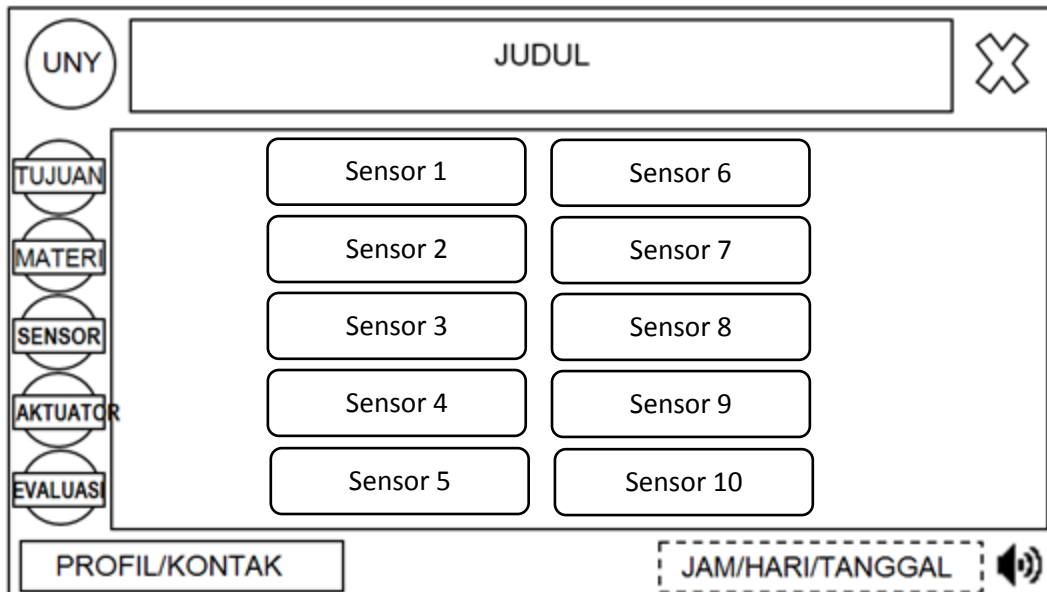 UNY
JUDUL
TUJUAN
MATERI
SENSOR
AKTUATOR
EVALUASI
Sensor 1
Sensor 6
Sensor 2
Sensor 7
Sensor 3
Sensor 8
Sensor 4
Sensor 9
Sensor 5
Sensor 10
PROFIL/KONTAK
JAM/HARI/TANGGAL